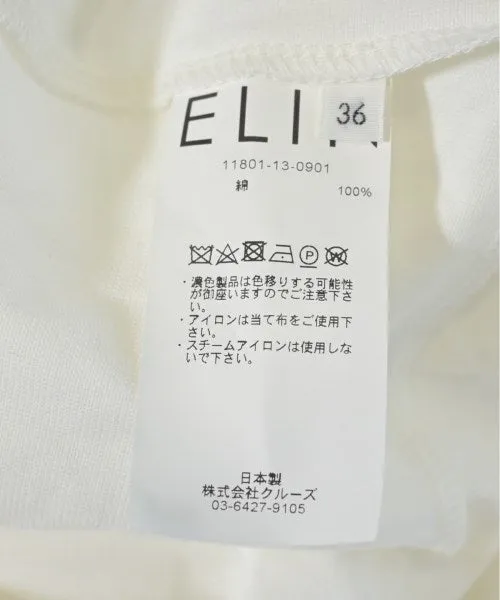 ELIN
36
11801-13-0901
綿 100%
P W
・濃色製品は色移りする可能性
が御座いますのでご注意下さ
い。
・アイロンは当て布をご使用下
さい。
・スチームアイロンは使用しな
いで下さい。
日本製
株式会社クルーズ
03-6427-9105